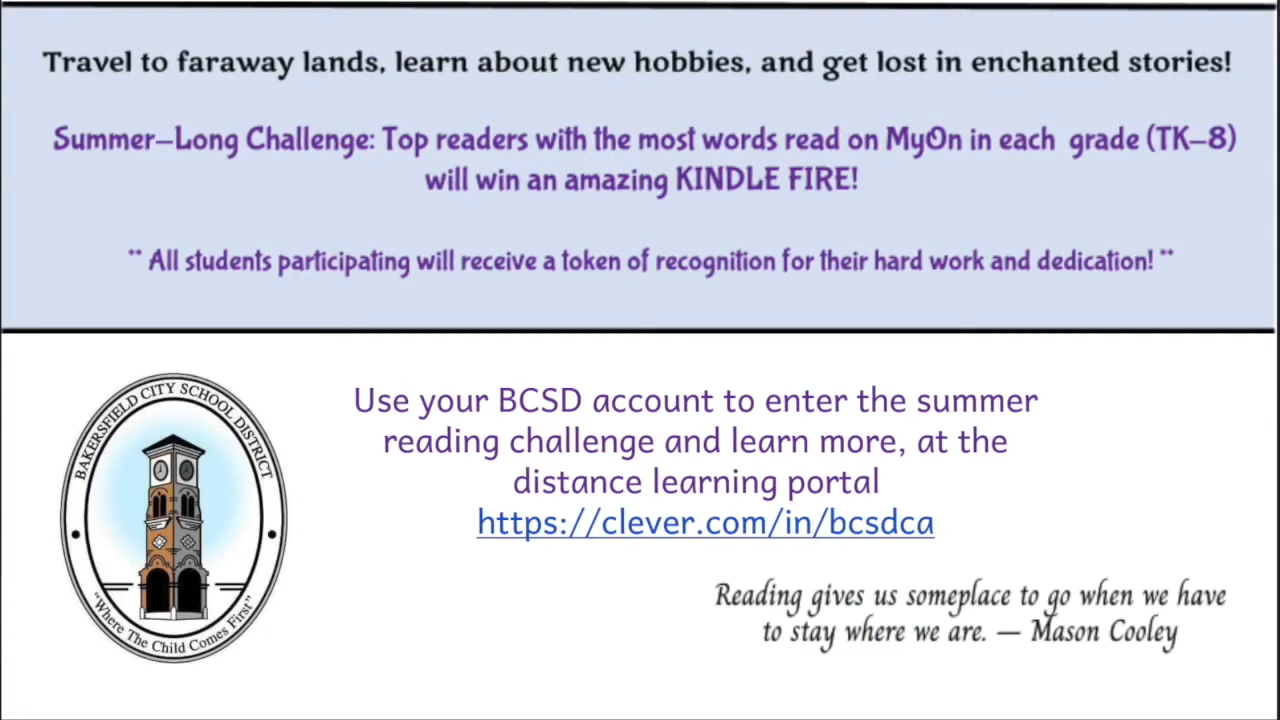 Travel to faraway lands, learn about new hobbies, and get lost in enchanted stories!
Summer-Long Challenge: Top readers with the most words read on MyOn in each grade (TK-8)
will win an amazing KINDLE FIRE!
** All students participating will receive a token of recognition for their hard work and dedication! **
BAKERSFIELD CITY SCHOOL DISTRICT
"Where The Child Comes First"
Use your BCSD account to enter the summer
reading challenge and learn more, at the
distance learning portal
https://clever.com/in/bcsdca
Reading gives us someplace to go when we have
to stay where we are. — Mason Cooley